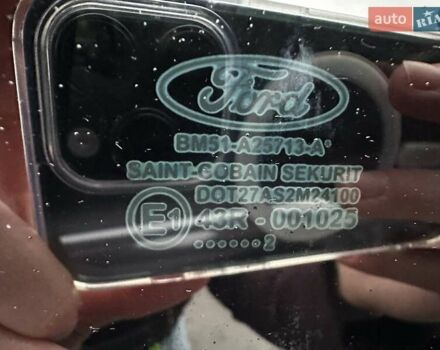 auto RIA
Ford
BM51-A25713-A
SAINT-GOBAIN SEKURIT
DOT27AS2M24100
E1 43R - 001025
...... 2